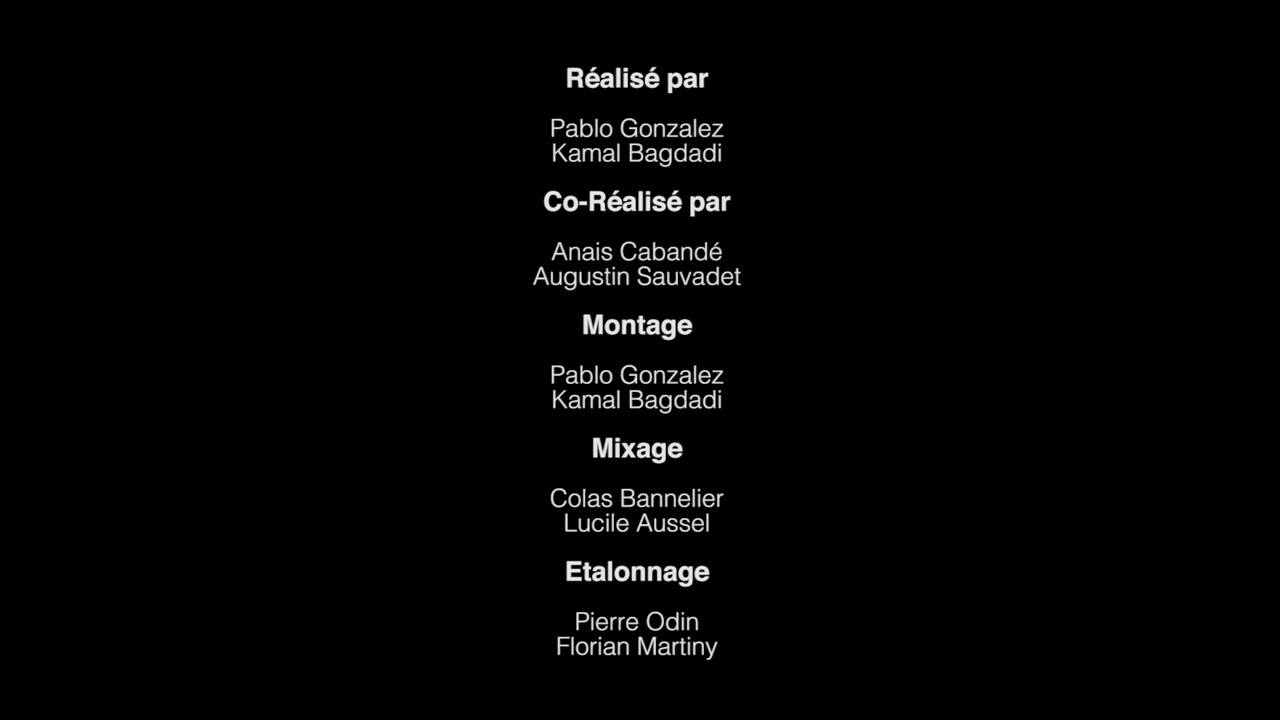 Réalisé par
Pablo Gonzalez
Kamal Bagdadi
Co-Réalisé par
Anais Cabandé
Augustin Sauvadet
Montage
Pablo Gonzalez
Kamal Bagdadi
Mixage
Colas Bannelier
Lucile Aussel
Etalonnage
Pierre Odin
Florian Martiny